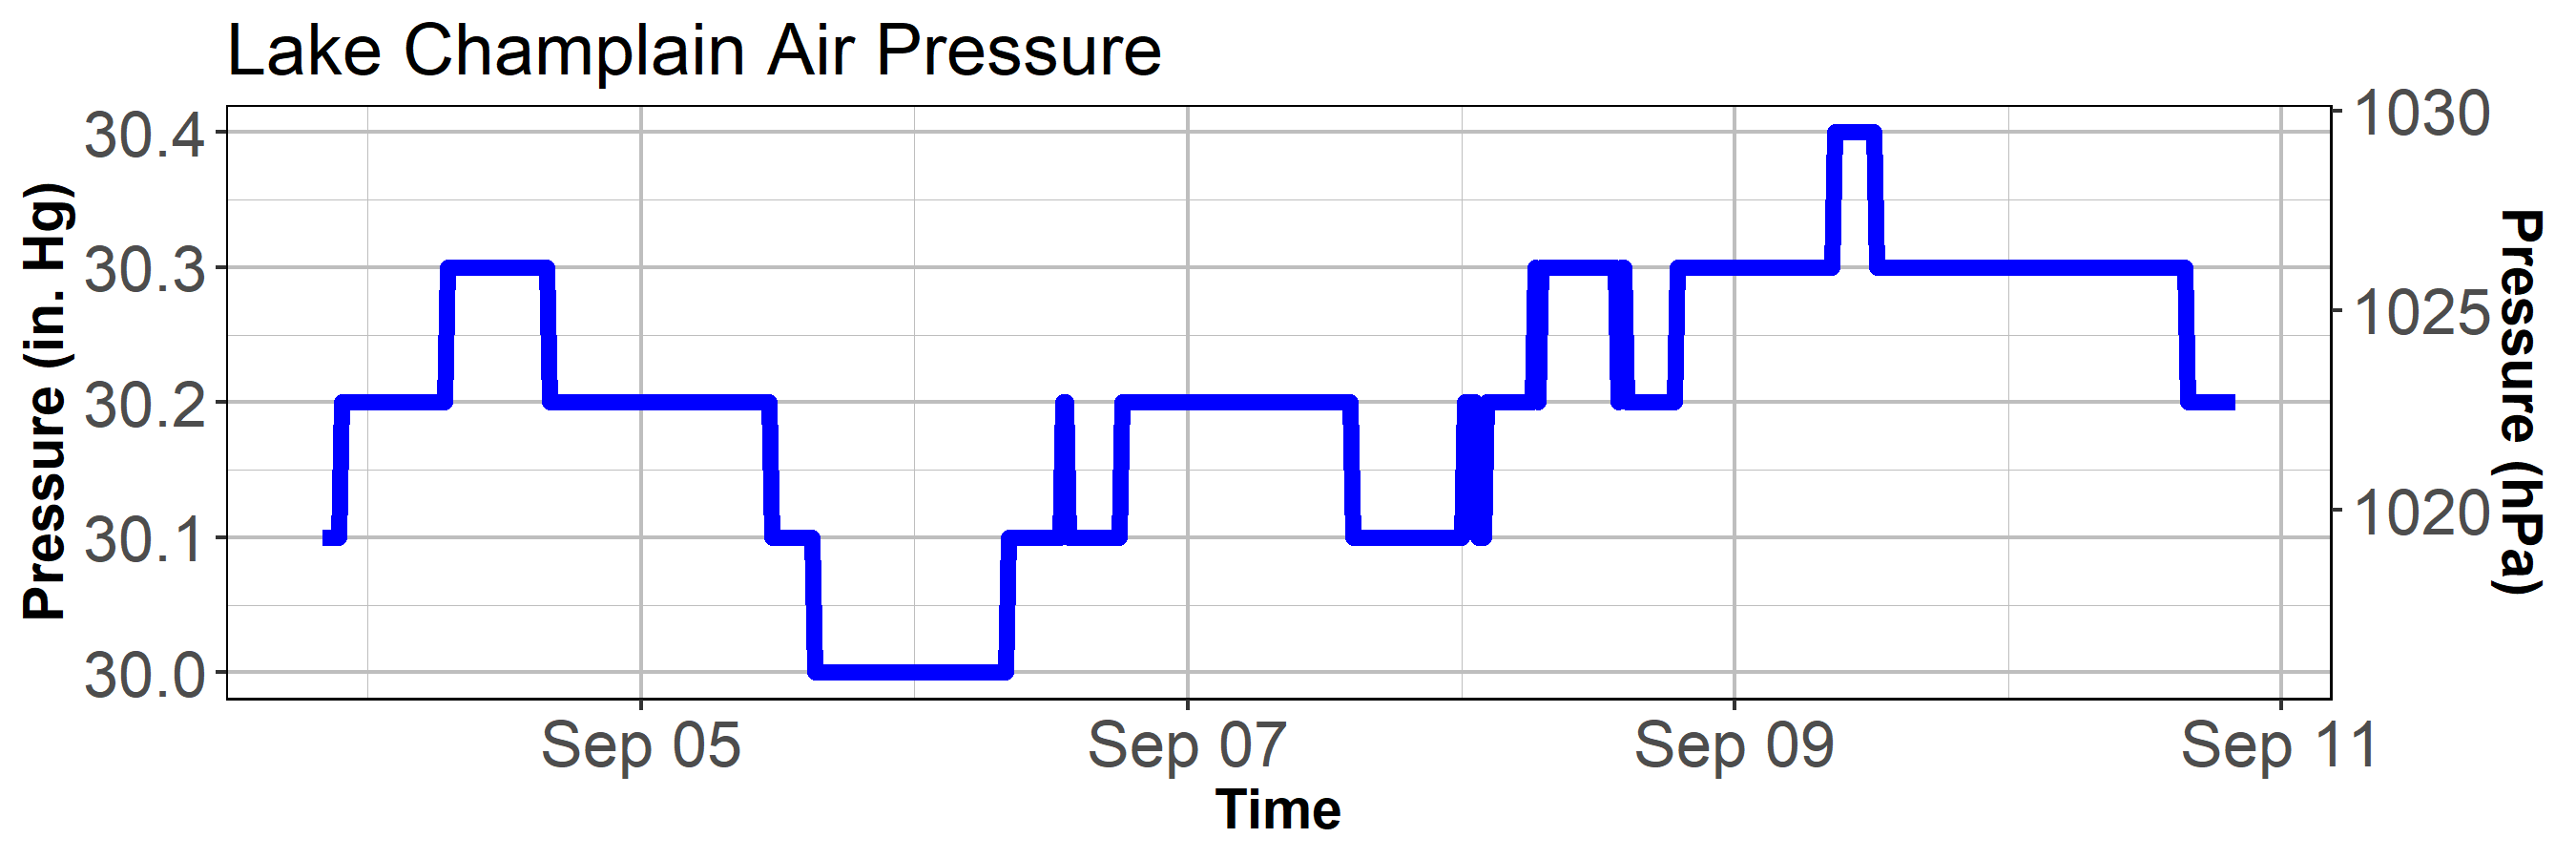 Lake Champlain Air Pressure
Pressure (in. Hg)
30.4
30.3
30.2
30.1
30.0
1030
1025
1020
Pressure (hPa)
Sep 05
Sep 07
Sep 09
Sep 11
Time